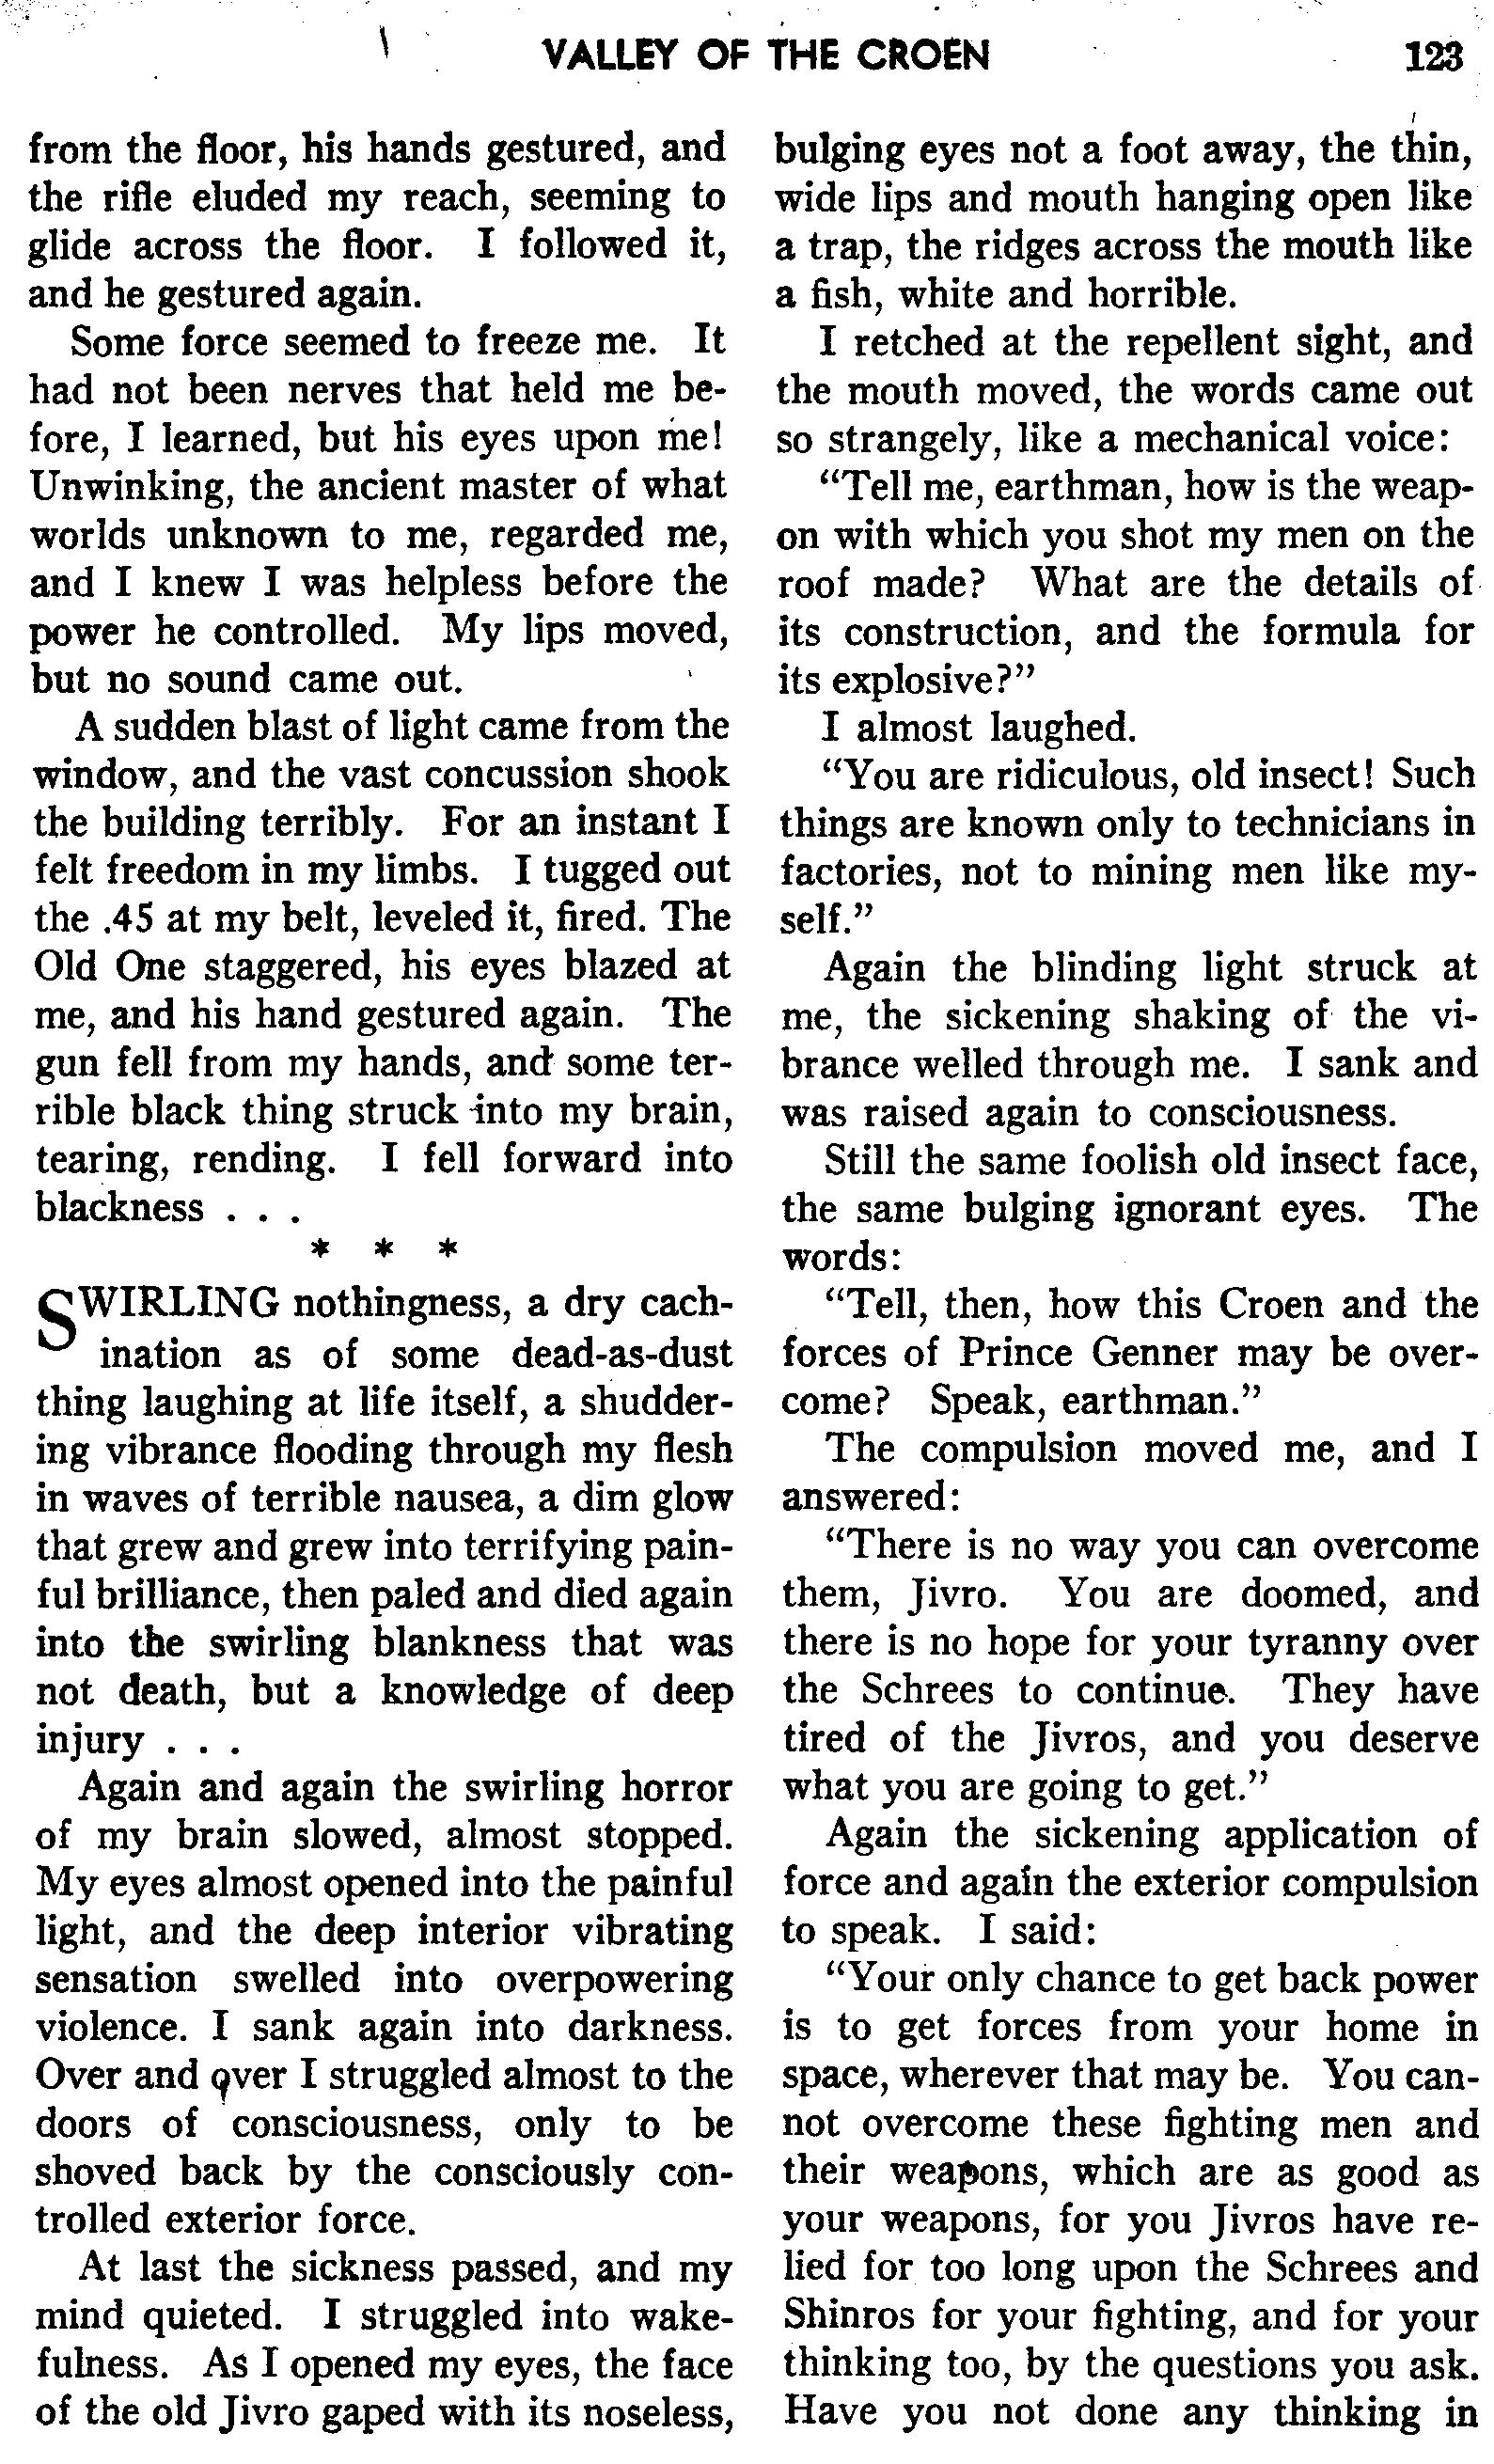 VALLEY OF THE CROEN 123
from the floor, his hands gestured, and
the rifle eluded my reach, seeming to
glide across the floor. I followed it,
and he gestured again.
Some force seemed to freeze me. It
had not been nerves that held me be-
fore, I learned, but his eyes upon me!
Unwinking, the ancient master of what
worlds unknown to me, regarded me,
and I knew I was helpless before the
power he controlled. My lips moved,
but no sound came out.
A sudden blast of light came from the
window, and the vast concussion shook
the building terribly. For an instant I
felt freedom in my limbs. I tugged out
the .45 at my belt, leveled it, fired. The
Old One staggered, his eyes blazed at
me, and his hand gestured again. The
gun fell from my hands, and some ter-
rible black thing struck into my brain,
tearing, rending. I fell forward into
blackness . . .
* * *
SWIRLING nothingness, a dry cach-
ination as of some dead-as-dust
thing laughing at life itself, a shudder-
ing vibrance flooding through my flesh
in waves of terrible nausea, a dim glow
that grew and grew into terrifying pain-
ful brilliance, then paled and died again
into the swirling blankness that was
not death, but a knowledge of deep
injury . . .
Again and again the swirling horror
of my brain slowed, almost stopped.
My eyes almost opened into the painful
light, and the deep interior vibrating
sensation swelled into overpowering
violence. I sank again into darkness.
Over and over I struggled almost to the
doors of consciousness, only to be
shoved back by the consciously con-
trolled exterior force.
At last the sickness passed, and my
mind quieted. I struggled into wake-
fulness. As I opened my eyes, the face
of the old Jivro gaped with its noseless,
bulging eyes not a foot away, the thin,
wide lips and mouth hanging open like
a trap, the ridges across the mouth like
a fish, white and horrible.
I retched at the repellent sight, and
the mouth moved, the words came out
so strangely, like a mechanical voice:
"Tell me, earthman, how is the weap-
on with which you shot my men on the
roof made? What are the details of
its construction, and the formula for
its explosive?"
I almost laughed.
"You are ridiculous, old insect! Such
things are known only to technicians in
factories, not to mining men like my-
self."
Again the blinding light struck at
me, the sickening shaking of the vi-
brance welled through me. I sank and
was raised again to consciousness.
Still the same foolish old insect face,
the same bulging ignorant eyes. The
words:
"Tell, then, how this Croen and the
forces of Prince Genner may be over-
come? Speak, earthman."
The compulsion moved me, and I
answered:
"There is no way you can overcome
them, Jivro. You are doomed, and
there is no hope for your tyranny over
the Schrees to continue. They have
tired of the Jivros, and you deserve
what you are going to get."
Again the sickening application of
force and again the exterior compulsion
to speak. I said:
"Your only chance to get back power
is to get forces from your home in
space, wherever that may be. You can-
not overcome these fighting men and
their weapons, which are as good as
your weapons, for you Jivros have re-
lied for too long upon the Schrees and
Shinros for your fighting, and for your
thinking too, by the questions you ask.
Have you not done any thinking in